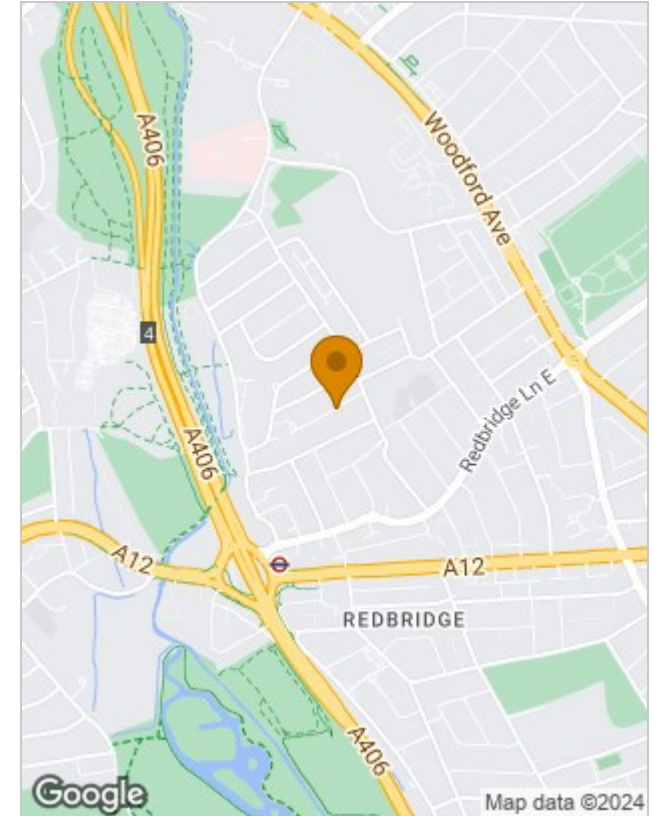 A406
Woodford Ave
4
Redbridge Ln E
A406
A12
A12
REDBRIDGE
A406
Google
Map data ©2024